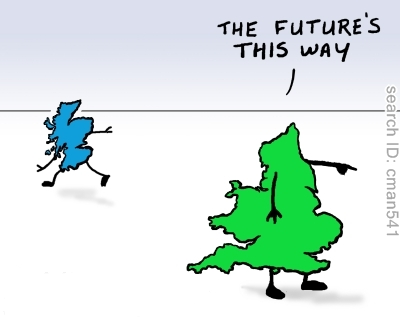 THE FUTURE'S
THIS WAY
search ID: cman541